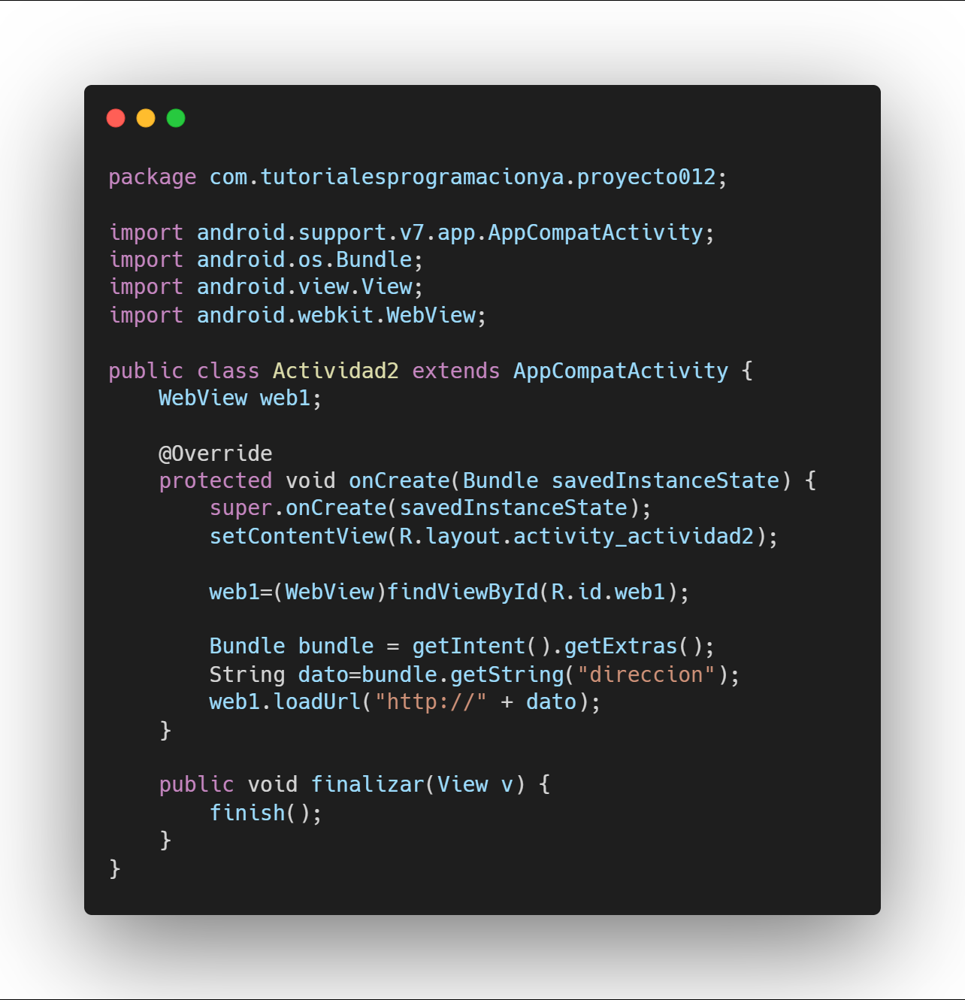 package com.tutorialesprogramacionya.proyecto012;

import android.support.v7.app.AppCompatActivity;
import android.os.Bundle;
import android.view.View;
import android.webkit.WebView;

public class Actividad2 extends AppCompatActivity {
    WebView web1;

    @Override
    protected void onCreate(Bundle savedInstanceState) {
        super.onCreate(savedInstanceState);
        setContentView(R.layout.activity_actividad2);

        web1=(WebView)findViewById(R.id.web1);

        Bundle bundle = getIntent().getExtras();
        String dato=bundle.getString("direccion");
        web1.loadUrl("http://" + dato);
    }

    public void finalizar(View v) {
        finish();
    }
}